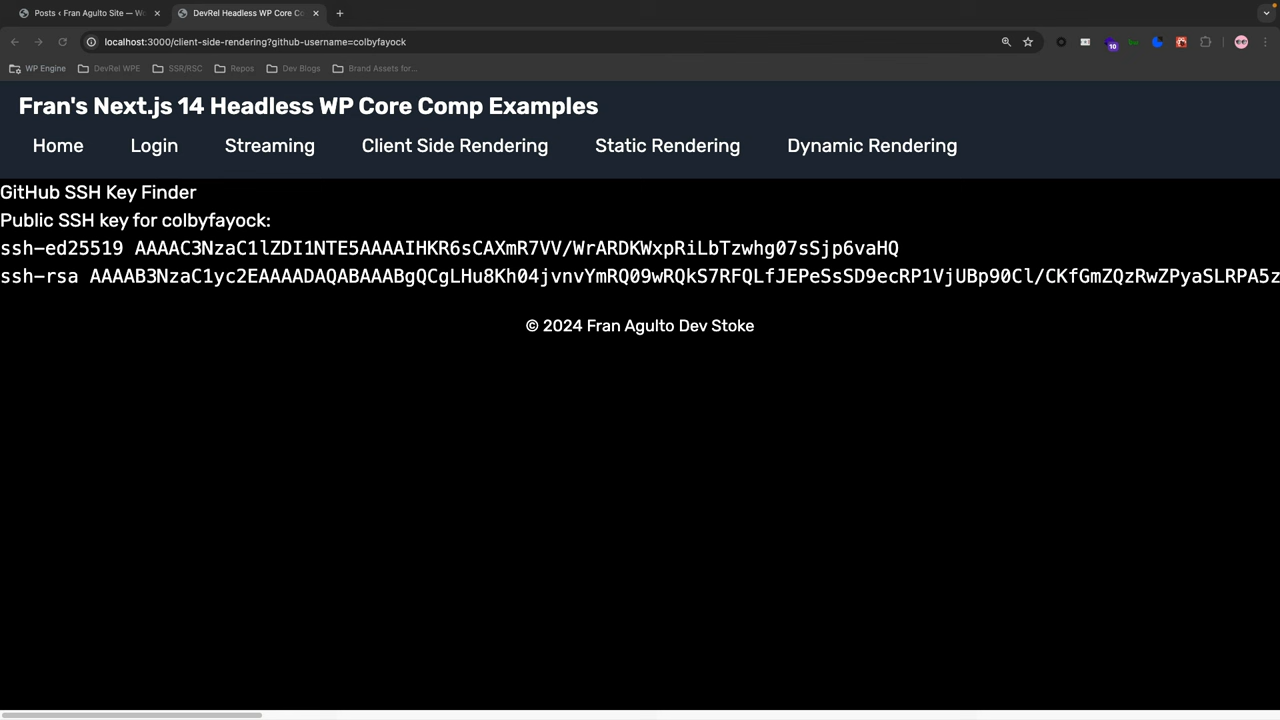 Posts ‹ Fran Agulto Site — Wo
DevRel Headless WP Core Co
localhost:3000/client-side-rendering?github-username=colbyfayock
10
WP Engine
DevRel WPE
SSR/RSC
Repos
Dev Blogs
Brand Assets for...
Fran's Next.js 14 Headless WP Core Comp Examples
Home
Login
Streaming
Client Side Rendering
Static Rendering
Dynamic Rendering
GitHub SSH Key Finder
Public SSH key for colbyfayock:
ssh-ed25519 AAAAC3NzaC1lZDI1NTE5AAAAIHKR6sCAXmR7VV/WrARDKWxpRiLbTzwhg07sSjp6vaHQ
ssh-rsa AAAAB3NzaC1yc2EAAAADAQABAAABgQCgLHu8Kh04jvnvYmRQ09wRQkS7RFQLfJEPeSsSD9ecRP1VjUBp90Cl/CKfGmZQzRwZPyaSLRPA5z
© 2024 Fran Agulto Dev Stoke